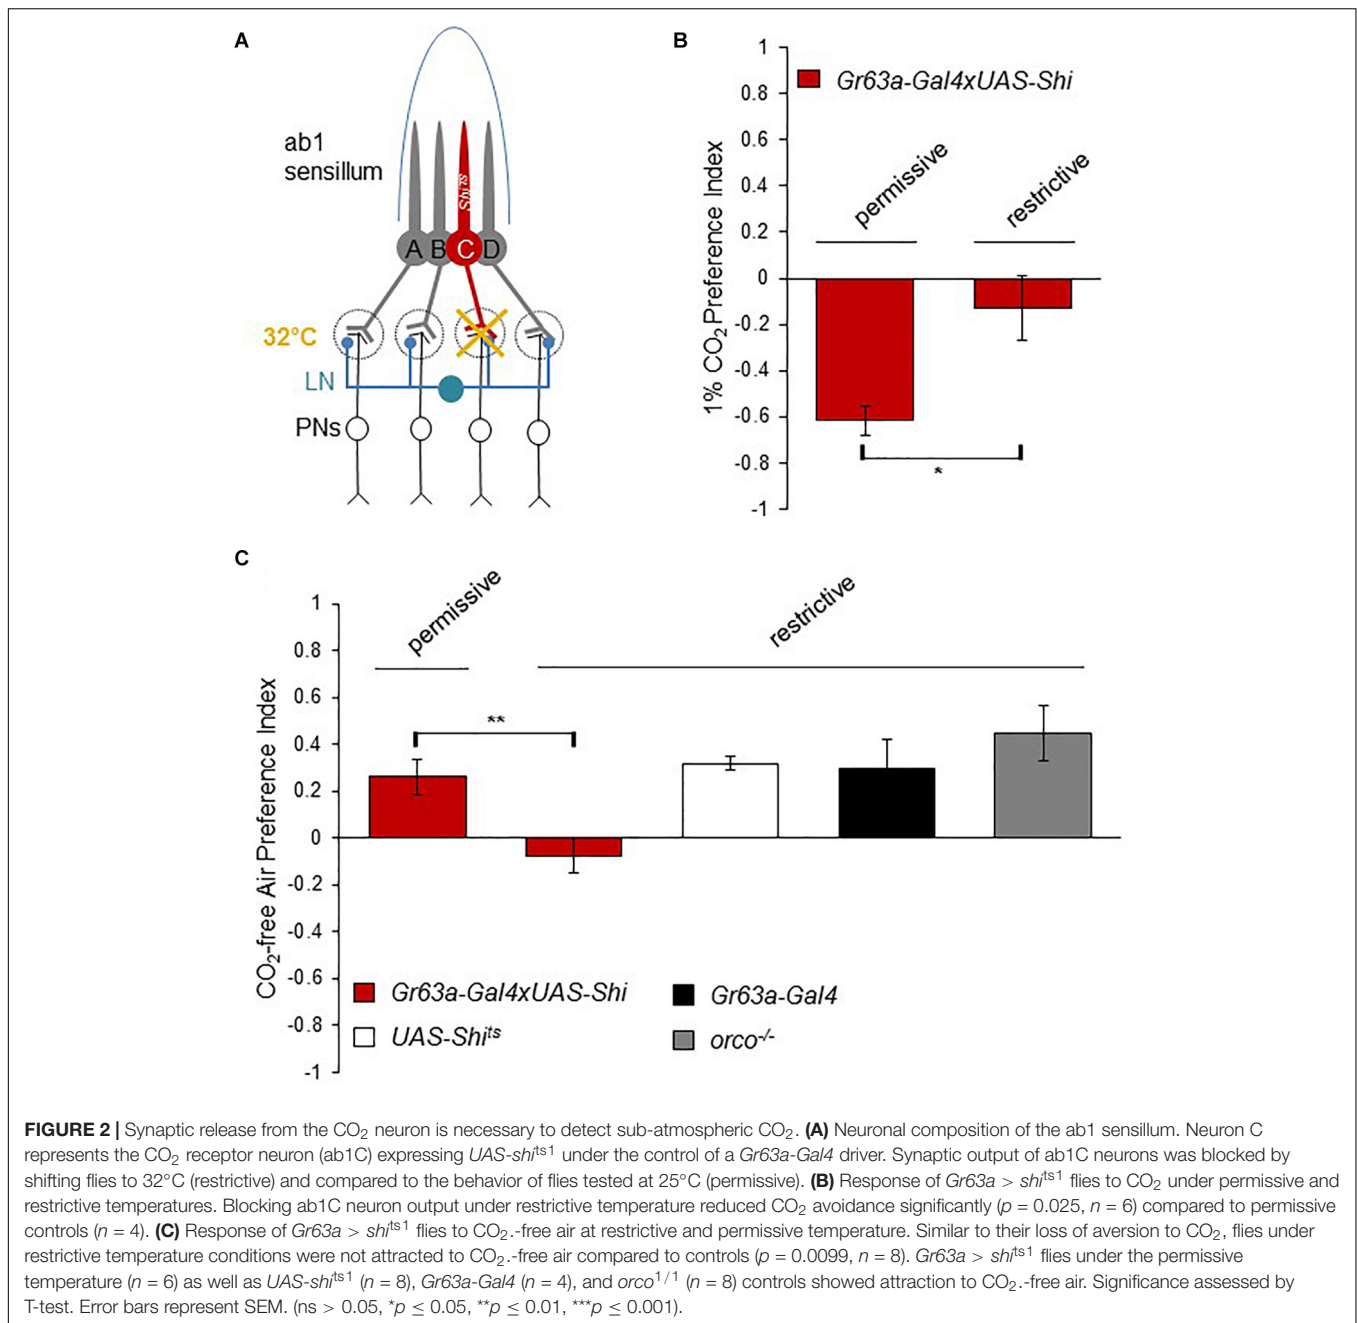 A
ab1
sensillum
Shi ts
A B C D
32°C
LN
PNs
B
1% CO2 Preference Index
1
0.8
0.6
0.4
0.2
0
-0.2
-0.4
-0.6
-0.8
-1
Gr63a-Gal4xUAS-Shi
permissive
restrictive
*
C
CO2-free Air Preference Index
1
0.8
0.6
0.4
0.2
0
-0.2
-0.4
-0.6
-0.8
-1
permissive
restrictive
**
Gr63a-Gal4xUAS-Shi
Gr63a-Gal4
UAS-Shits
orco-/-
FIGURE 2 | Synaptic release from the CO2 neuron is necessary to detect sub-atmospheric CO2. (A) Neuronal composition of the ab1 sensillum. Neuron C
represents the CO2 receptor neuron (ab1C) expressing UAS-shits1 under the control of a Gr63a-Gal4 driver. Synaptic output of ab1C neurons was blocked by
shifting flies to 32°C (restrictive) and compared to the behavior of flies tested at 25°C (permissive). (B) Response of Gr63a > shits1 flies to CO2 under permissive and
restrictive temperatures. Blocking ab1C neuron output under restrictive temperature reduced CO2 avoidance significantly (p = 0.025, n = 6) compared to permissive
controls (n = 4). (C) Response of Gr63a > shits1 flies to CO2.-free air at restrictive and permissive temperature. Similar to their loss of aversion to CO2, flies under
restrictive temperature conditions were not attracted to CO2.-free air compared to controls (p = 0.0099, n = 8). Gr63a > shits1 flies under the permissive
temperature (n = 6) as well as UAS-shits1 (n = 8), Gr63a-Gal4 (n = 4), and orco1/1 (n = 8) controls showed attraction to CO2.-free air. Significance assessed by
T-test. Error bars represent SEM. (ns > 0.05, *p ≤ 0.05, **p ≤ 0.01, ***p ≤ 0.001).